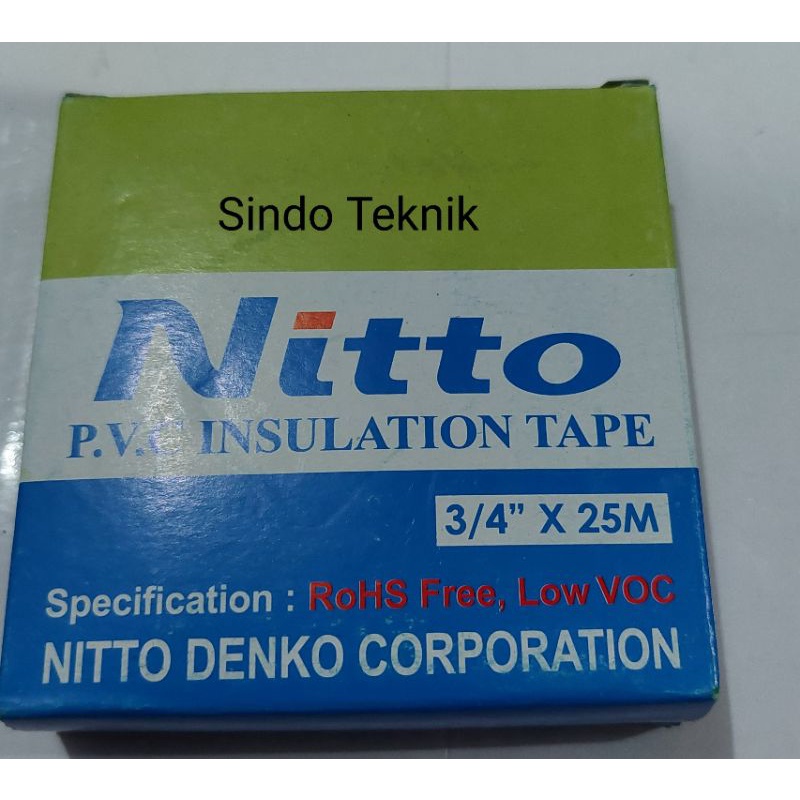 Sindo Teknik
Nitto
P.V.C INSULATION TAPE
3/4” X 25M
Specification : RoHS Free, Low VOC
NITTO DENKO CORPORATION